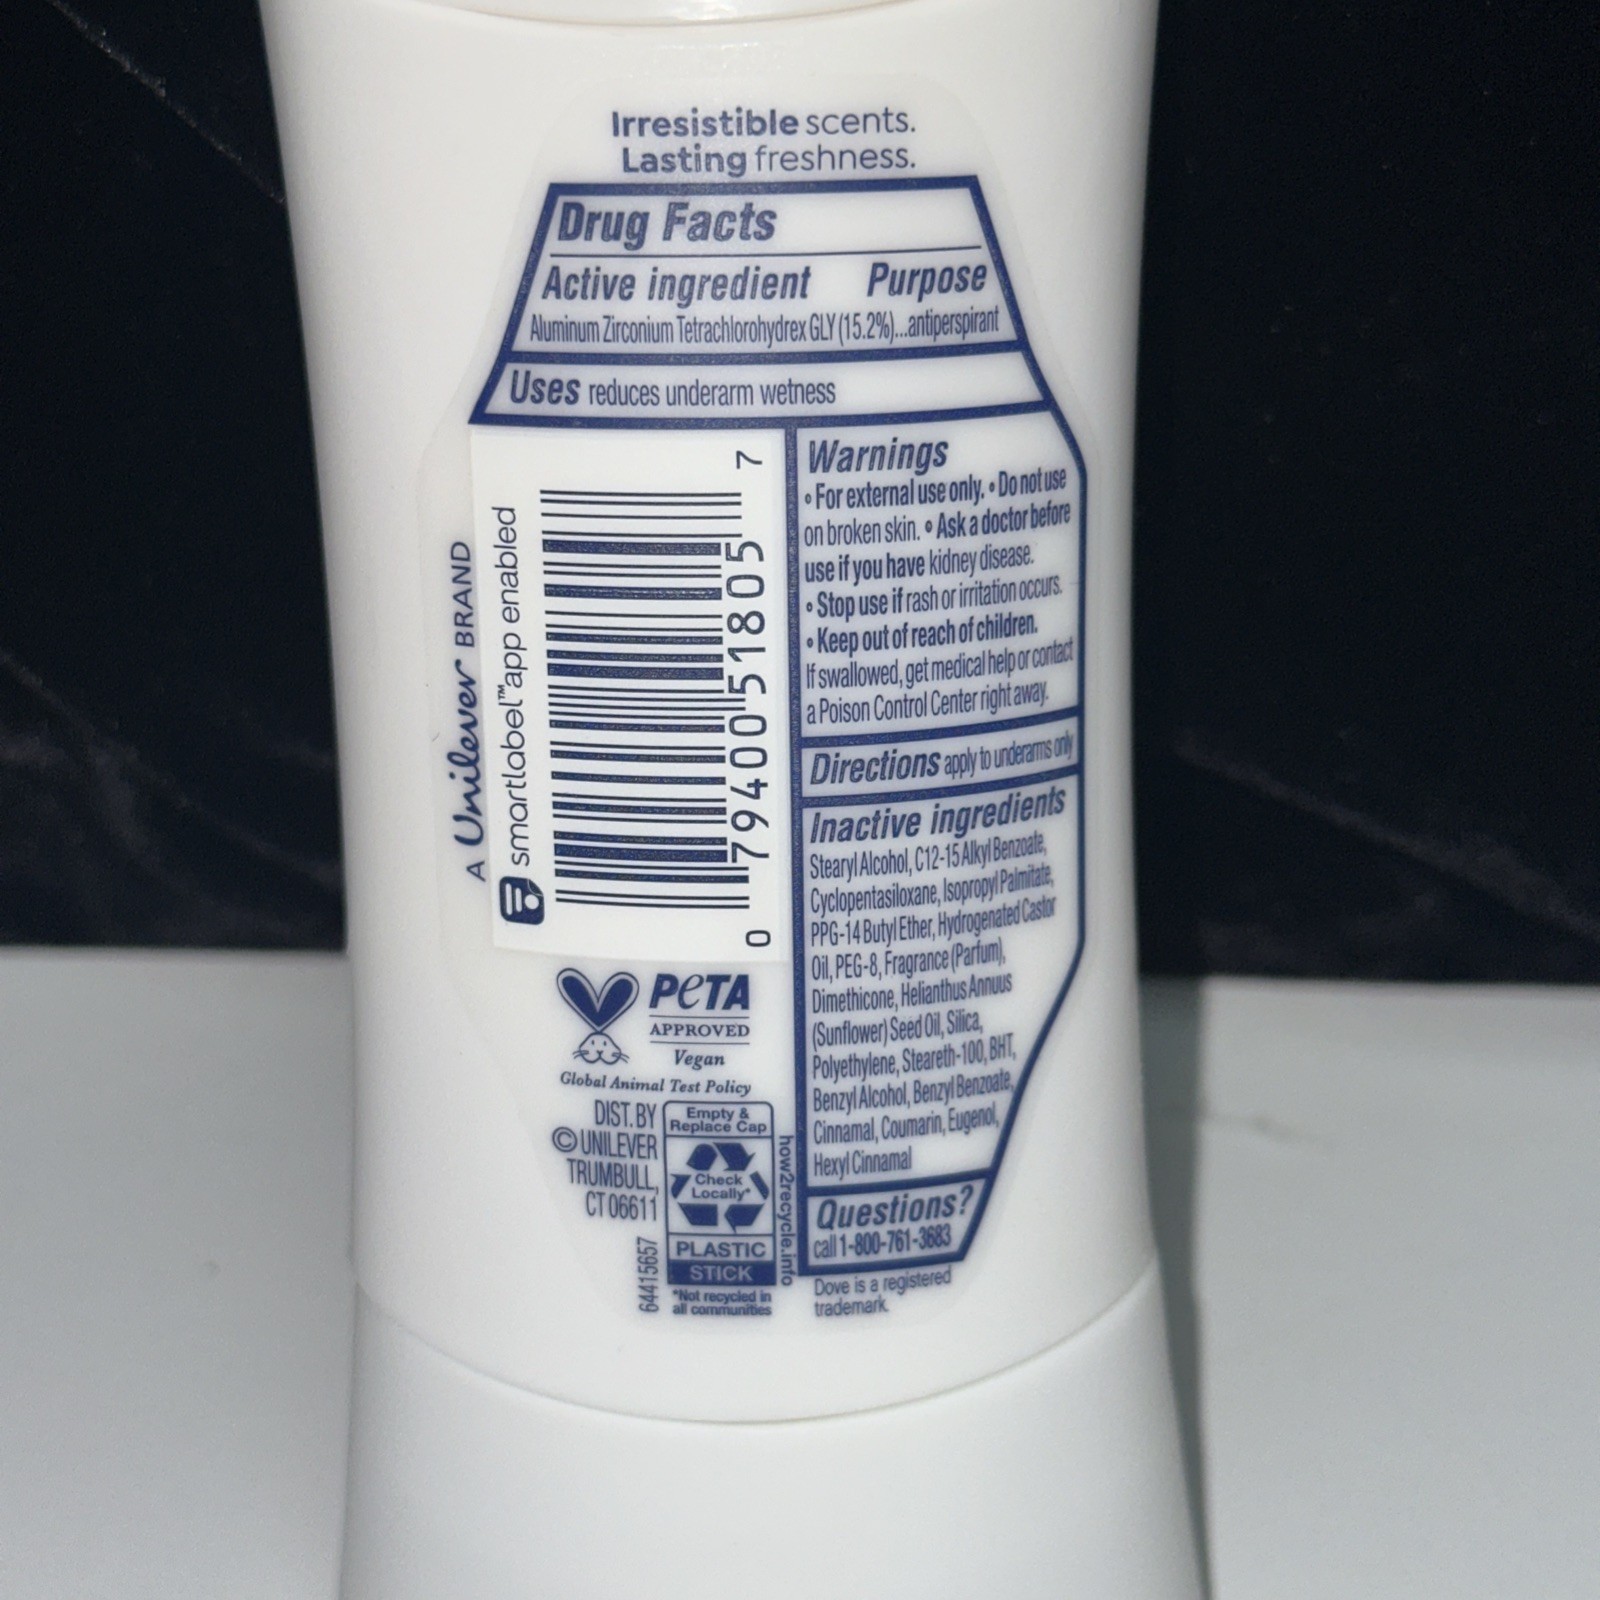 Irresistible scents.
Lasting freshness.
Drug Facts
Active ingredient Purpose
Aluminum Zirconium Tetrachlorohydrex GLY (15.2%)...antiperspirant
Uses reduces underarm wetness
A Unilever BRAND
smartlabel™ app enabled
0 79400 51805 7
Warnings
• For external use only. • Do not use
on broken skin. • Ask a doctor before
use if you have kidney disease.
• Stop use if rash or irritation occurs.
• Keep out of reach of children.
If swallowed, get medical help or contact
a Poison Control Center right away.
Directions apply to underarms only
Inactive ingredients
Stearyl Alcohol, C12-15 Alkyl Benzoate,
Cyclopentasiloxane, Isopropyl Palmitate,
PPG-14 Butyl Ether, Hydrogenated Castor
Oil, PEG-8, Fragrance (Parfum),
Dimethicone, Helianthus Annuus
(Sunflower) Seed Oil, Silica,
Polyethylene, Steareth-100, BHT,
Benzyl Alcohol, Benzyl Benzoate,
Cinnamal, Coumarin, Eugenol,
Hexyl Cinnamal
Questions?
call 1-800-761-3683
Dove is a registered
trademark.
PeTA
APPROVED
Vegan
Global Animal Test Policy
DIST. BY
© UNILEVER
TRUMBULL,
CT 06611
64415657
Empty &
Replace Cap
Check
Locally*
PLASTIC
STICK
*Not recycled in
all communities
how2recycle.info